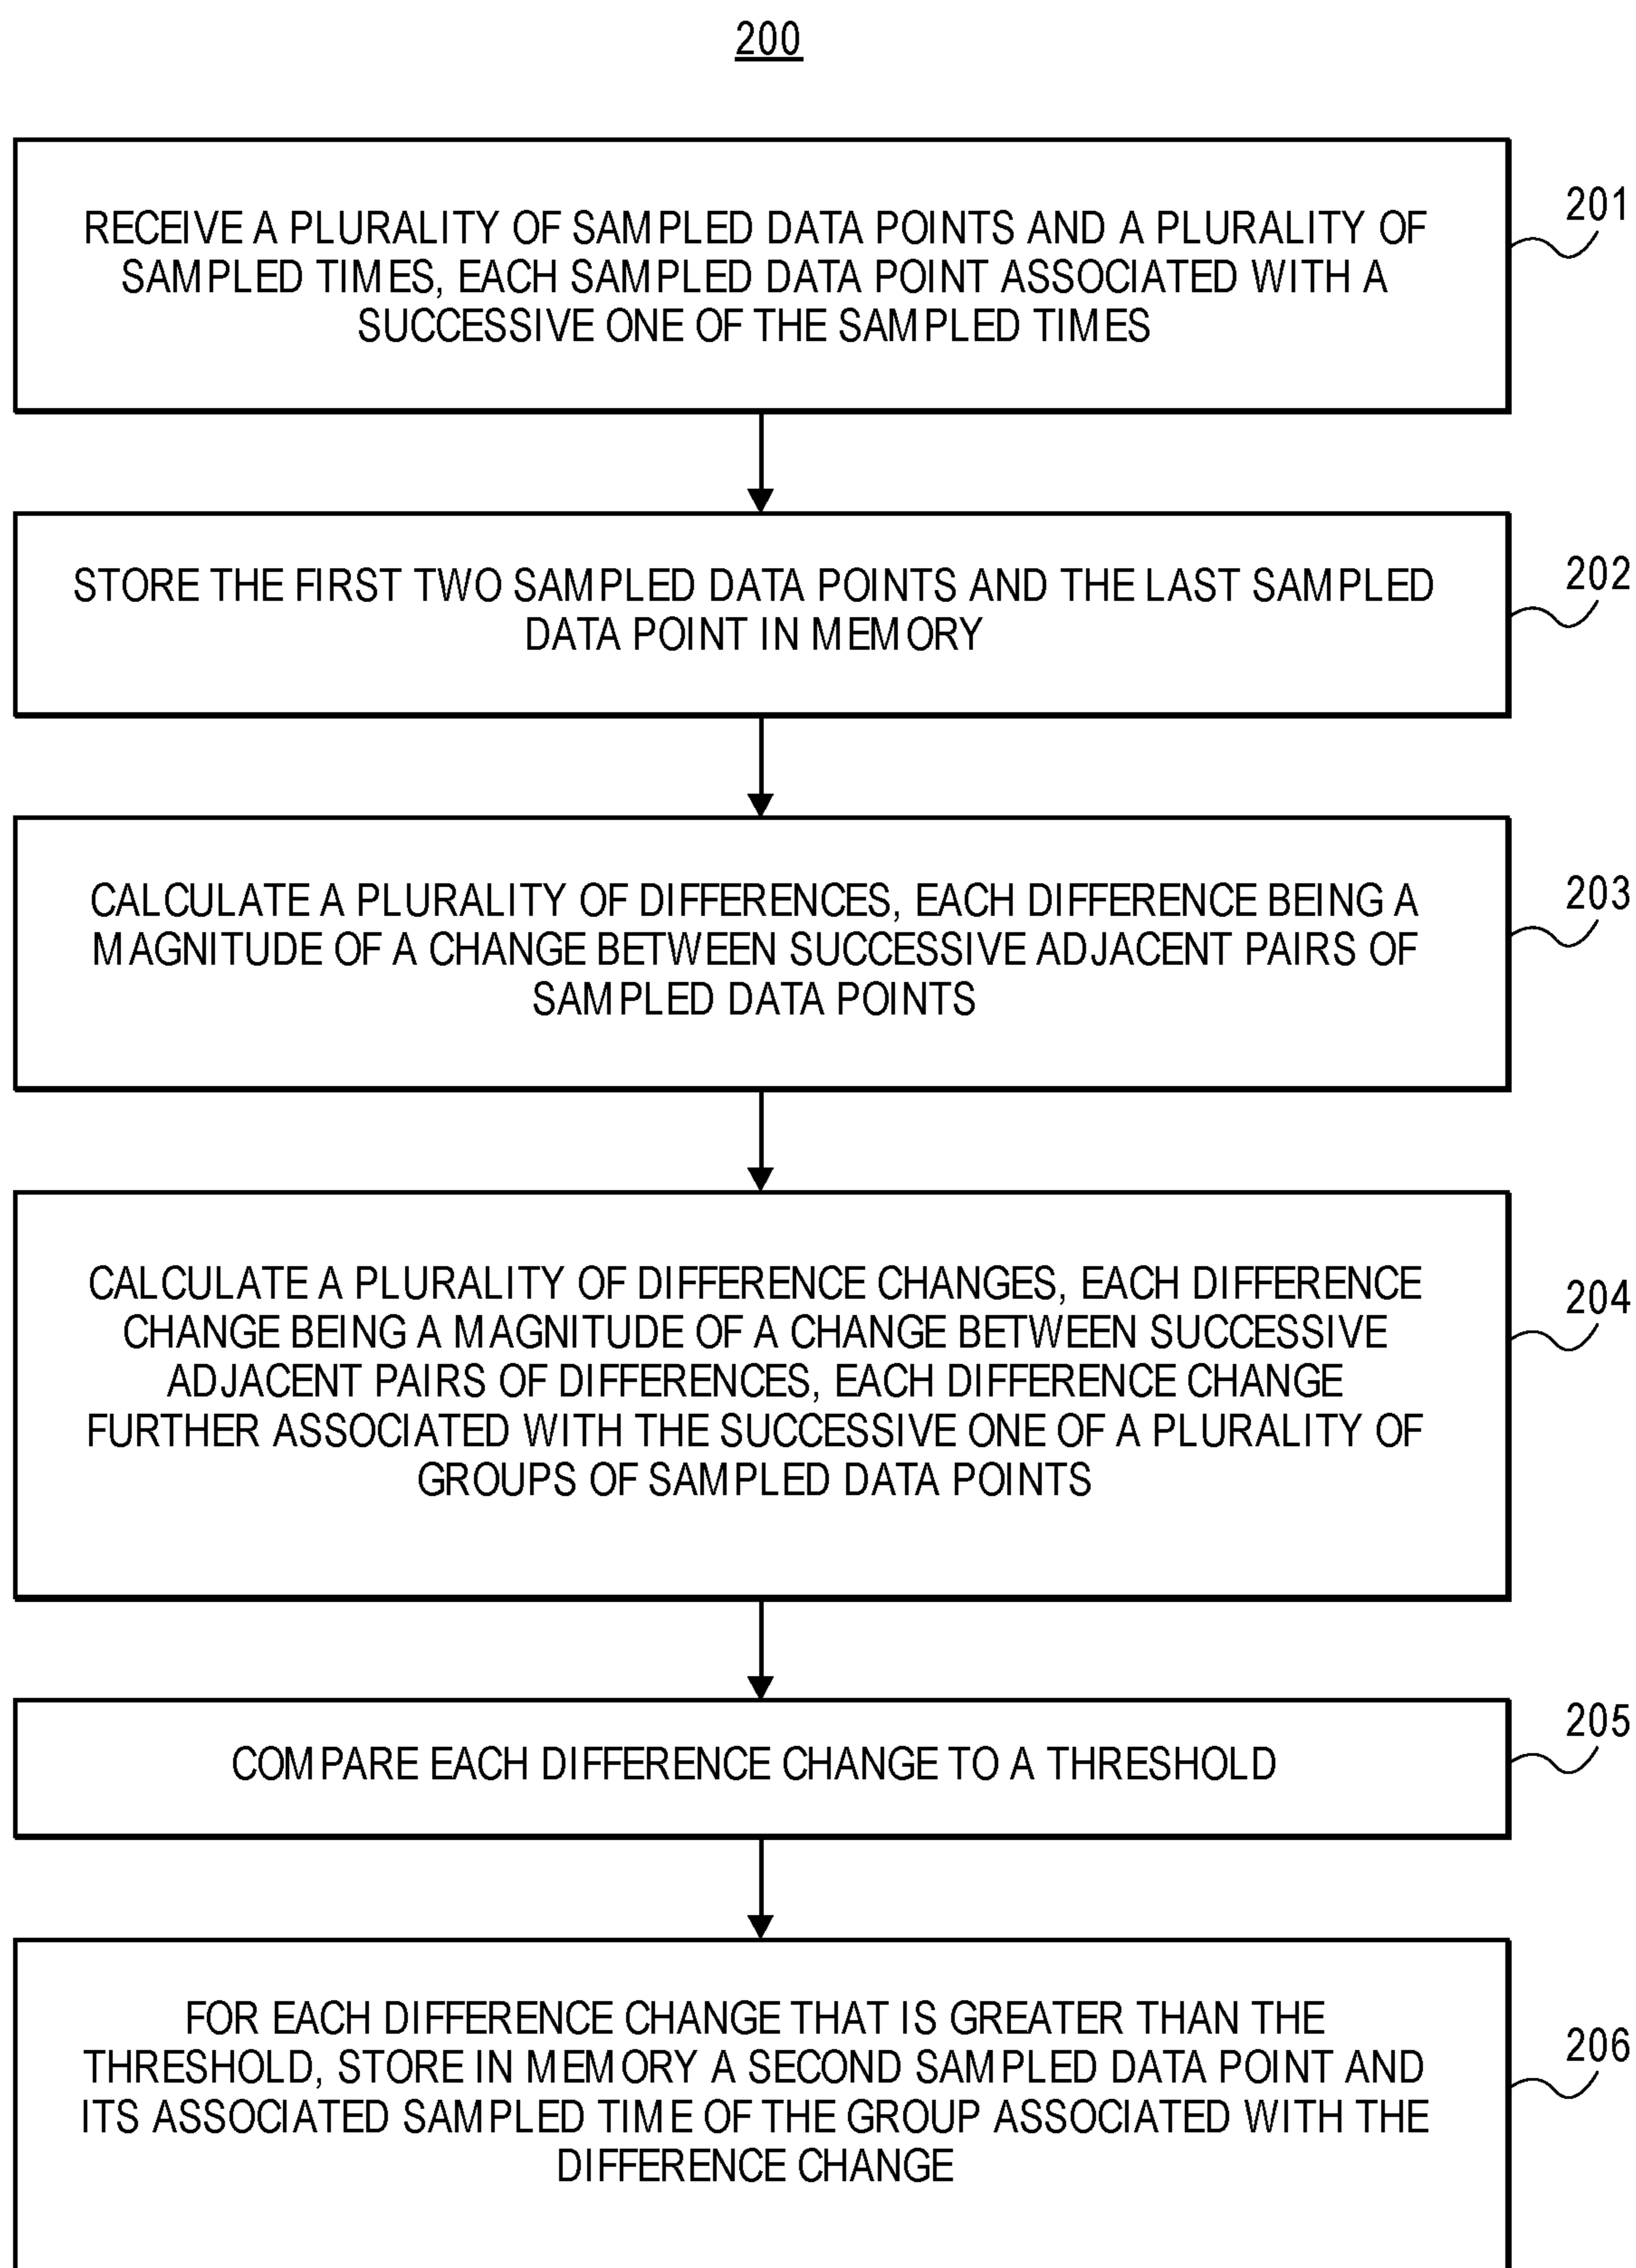 200
RECEIVE A PLURALITY OF SAMPLED DATA POINTS AND A PLURALITY OF
SAMPLED TIMES, EACH SAMPLED DATA POINT ASSOCIATED WITH A
SUCCESSIVE ONE OF THE SAMPLED TIMES
201
STORE THE FIRST TWO SAMPLED DATA POINTS AND THE LAST SAMPLED
DATA POINT IN MEMORY
202
CALCULATE A PLURALITY OF DIFFERENCES, EACH DIFFERENCE BEING A
MAGNITUDE OF A CHANGE BETWEEN SUCCESSIVE ADJACENT PAIRS OF
SAMPLED DATA POINTS
203
CALCULATE A PLURALITY OF DIFFERENCE CHANGES, EACH DIFFERENCE
CHANGE BEING A MAGNITUDE OF A CHANGE BETWEEN SUCCESSIVE
ADJACENT PAIRS OF DIFFERENCES, EACH DIFFERENCE CHANGE
FURTHER ASSOCIATED WITH THE SUCCESSIVE ONE OF A PLURALITY OF
GROUPS OF SAMPLED DATA POINTS
204
COMPARE EACH DIFFERENCE CHANGE TO A THRESHOLD
205
FOR EACH DIFFERENCE CHANGE THAT IS GREATER THAN THE
THRESHOLD, STORE IN MEMORY A SECOND SAMPLED DATA POINT AND
ITS ASSOCIATED SAMPLED TIME OF THE GROUP ASSOCIATED WITH THE
DIFFERENCE CHANGE
206